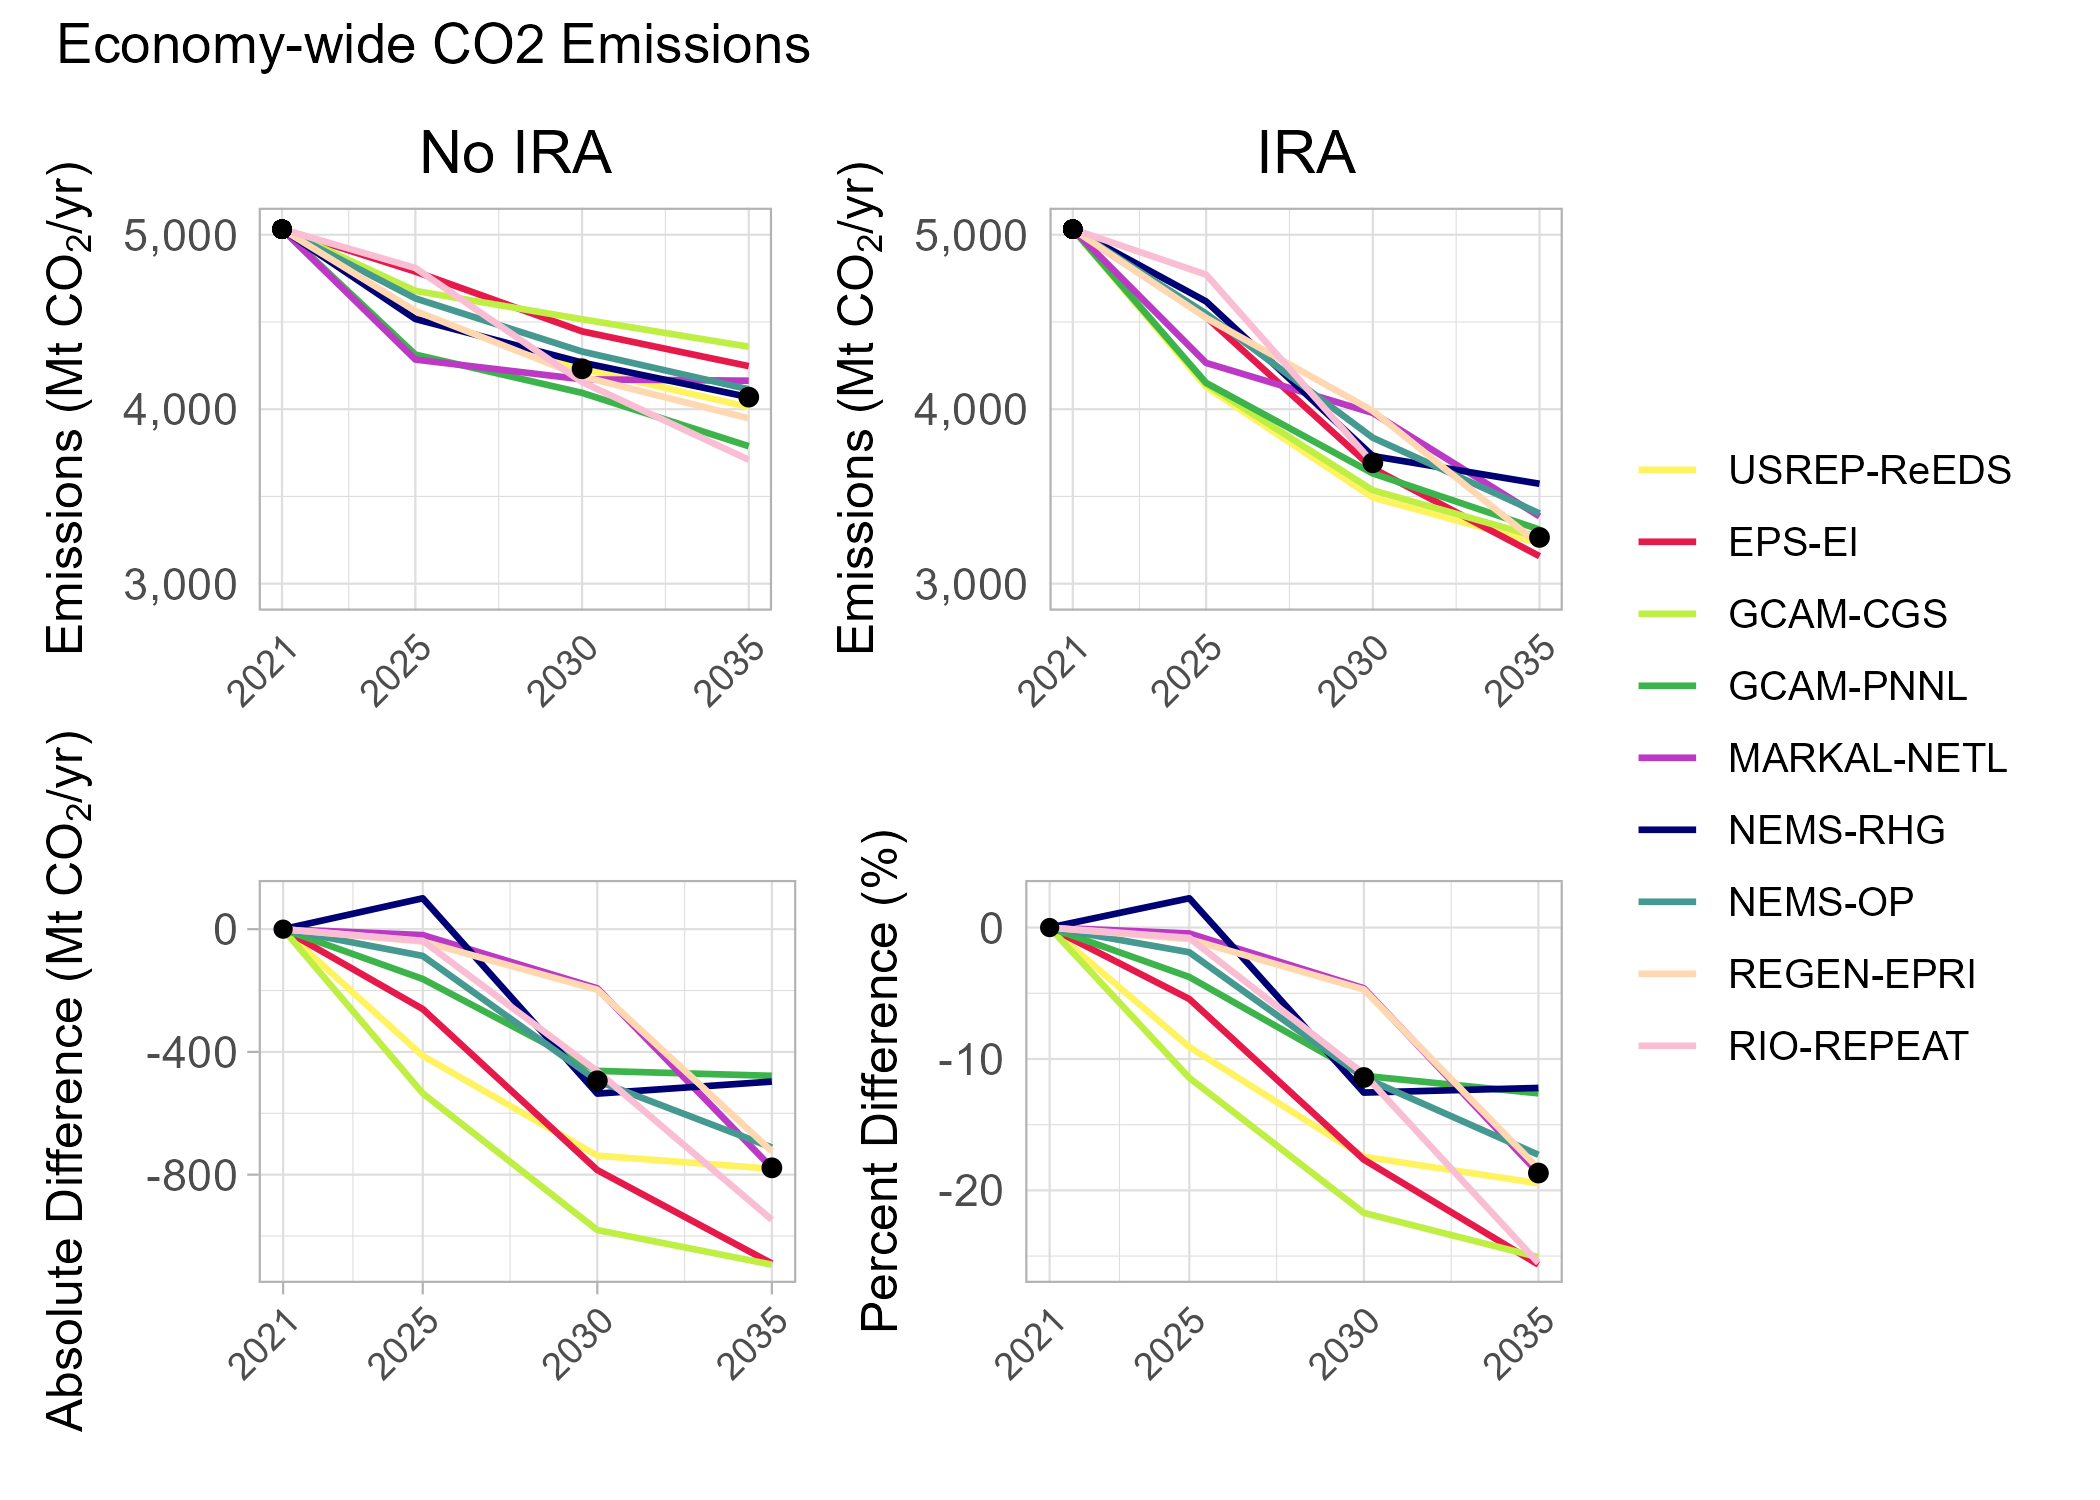 Economy-wide CO2 Emissions
No IRA
Emissions (Mt CO₂/yr)
5,000
4,000
3,000
2021
2025
2030
2035
IRA
Emissions (Mt CO₂/yr)
5,000
4,000
3,000
2021
2025
2030
2035
Absolute Difference (Mt CO₂/yr)
0
-400
-800
2021
2025
2030
2035
Percent Difference (%)
0
-10
-20
2021
2025
2030
2035
USREP-ReEDS
EPS-EI
GCAM-CGS
GCAM-PNNL
MARKAL-NETL
NEMS-RHG
NEMS-OP
REGEN-EPRI
RIO-REPEAT